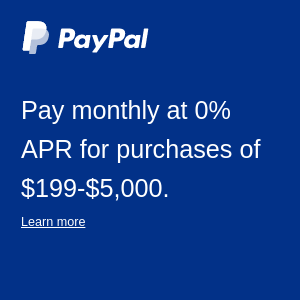 PayPal
Pay monthly at 0%
APR for purchases of
$199-$5,000.
Learn more